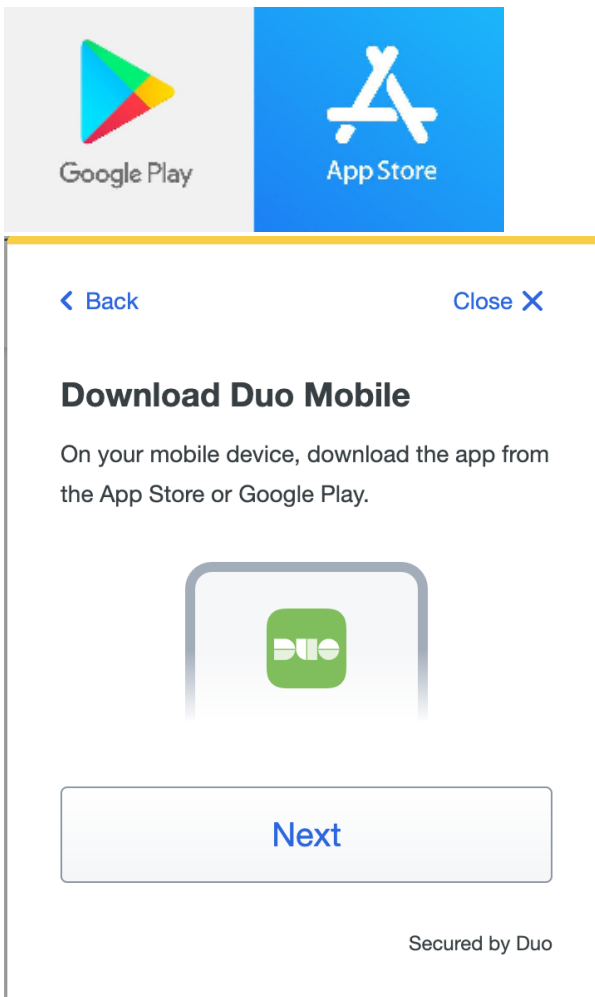 Google Play
App Store
Back
Close
Download Duo Mobile
On your mobile device, download the app from
the App Store or Google Play.
DUO
Next
Secured by Duo